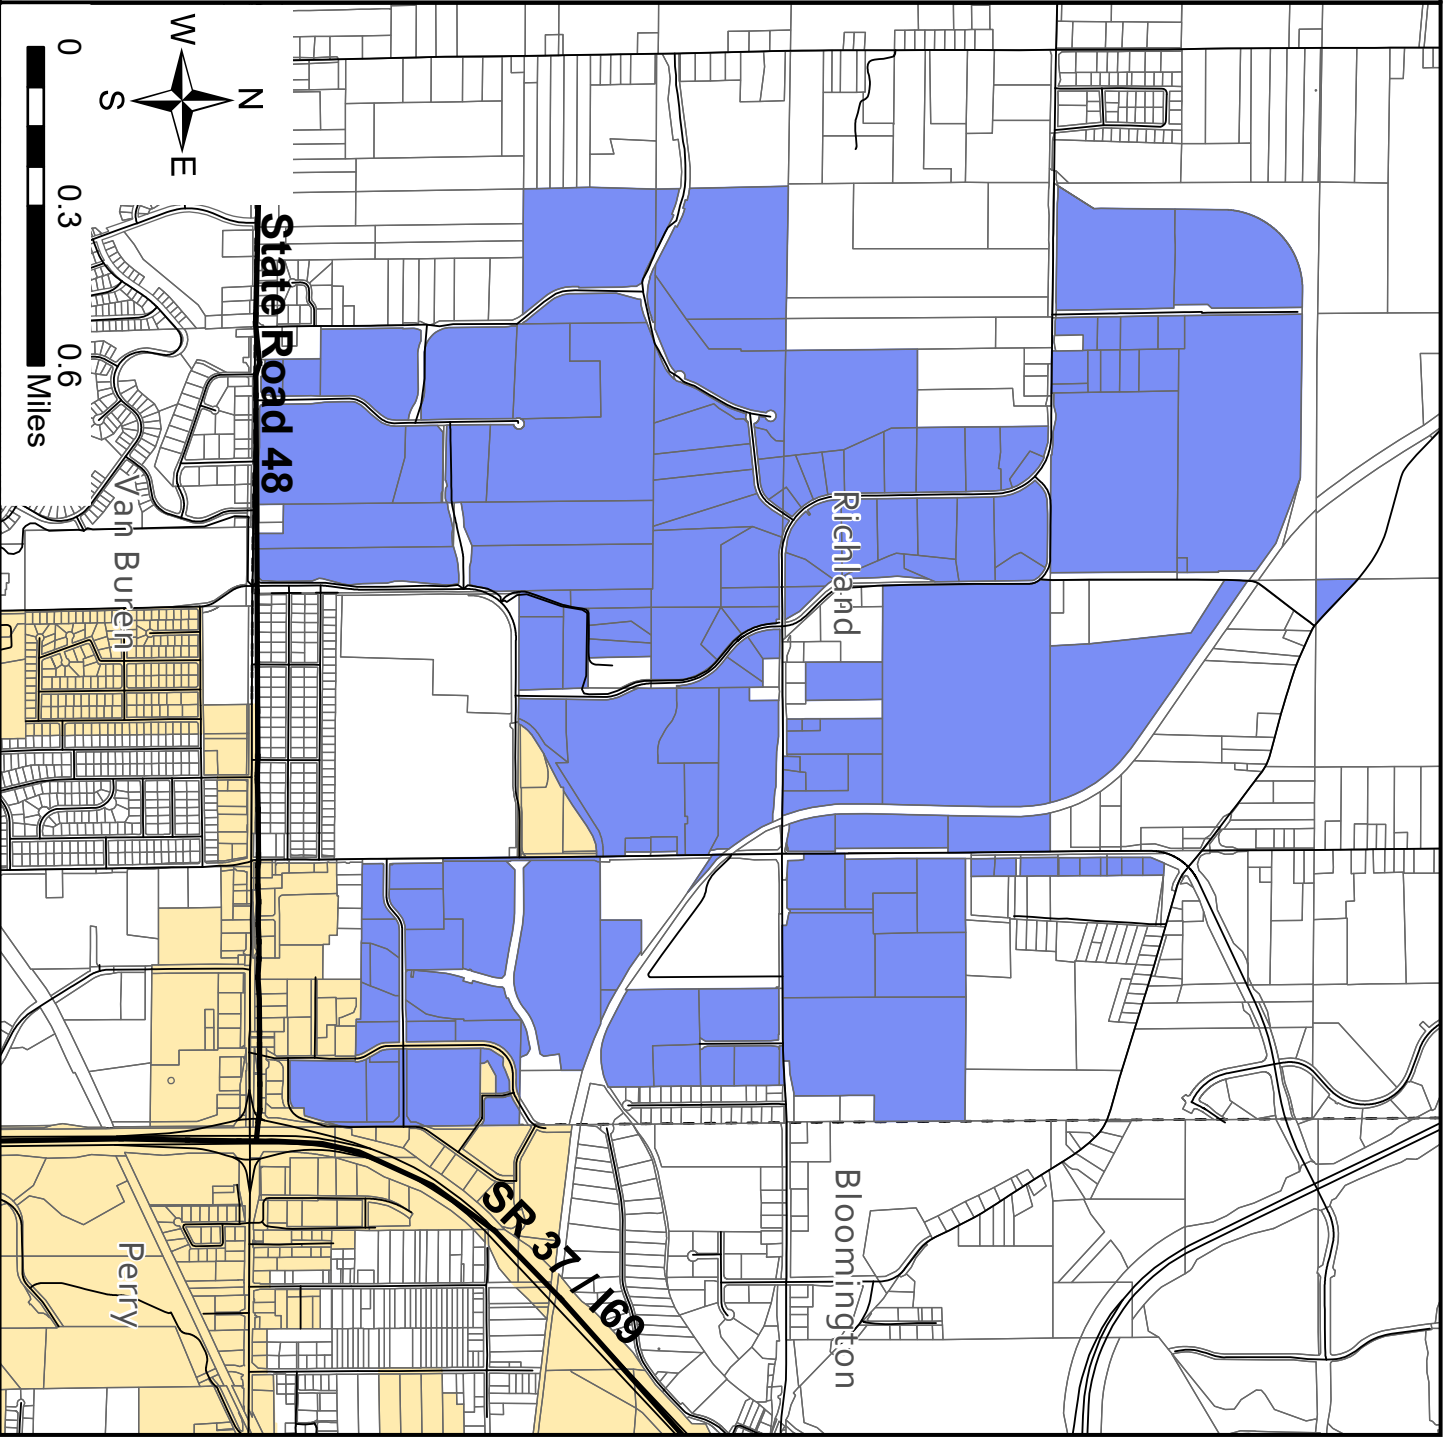 W
N
S
E
0
0.3
0.6
Miles
State Road 48
Van Buren
Richland
Bloomington
SR 37 / I69
Perry